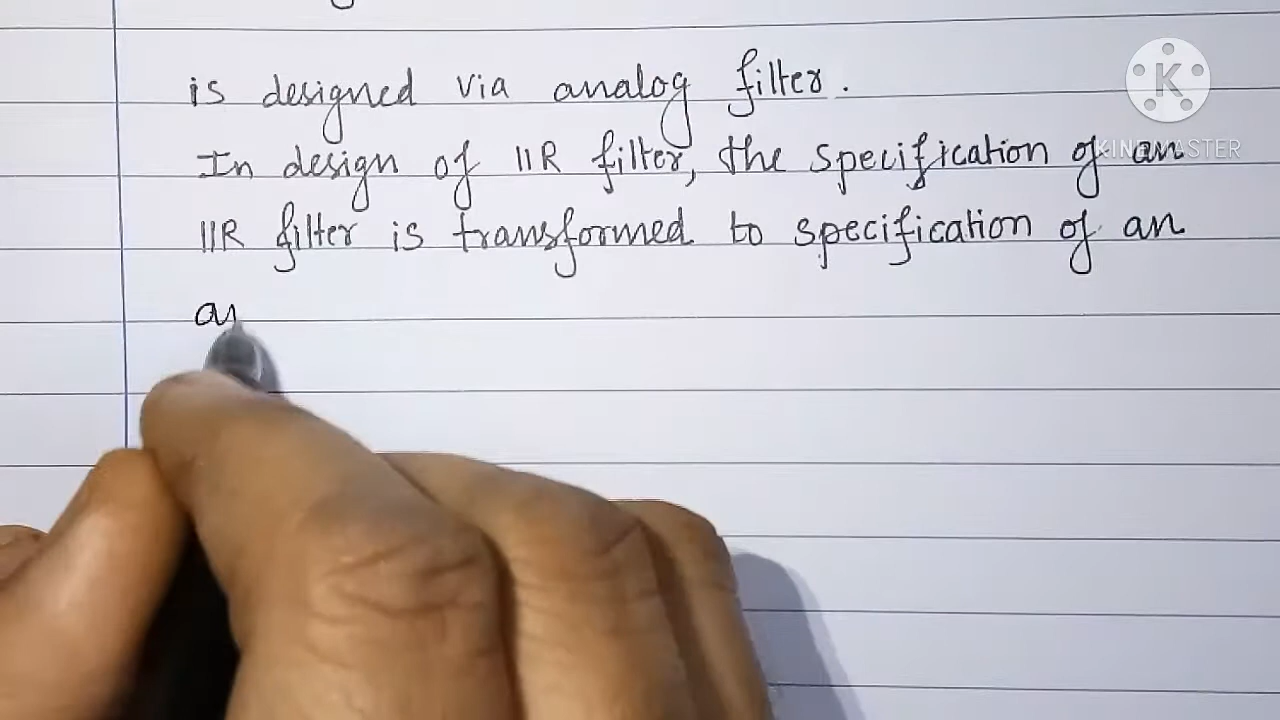 is designed via analog filter.
In design of IIR filter, the specification of an
IIR filter is transformed to specification of an
an
K
KINEMASTER